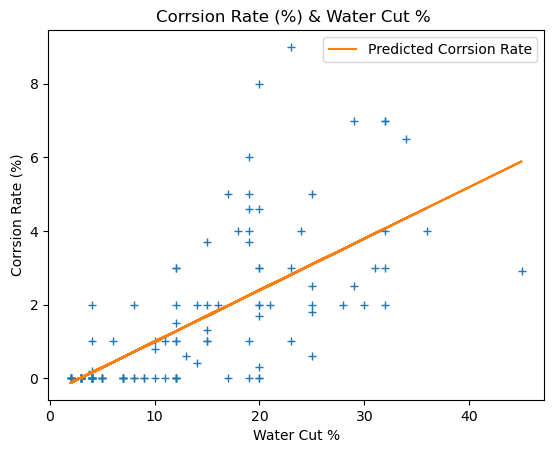 Corrsion Rate (%) & Water Cut %
Predicted Corrsion Rate
Corrsion Rate (%)
8
6
4
2
0
0 10 20 30 40
Water Cut %